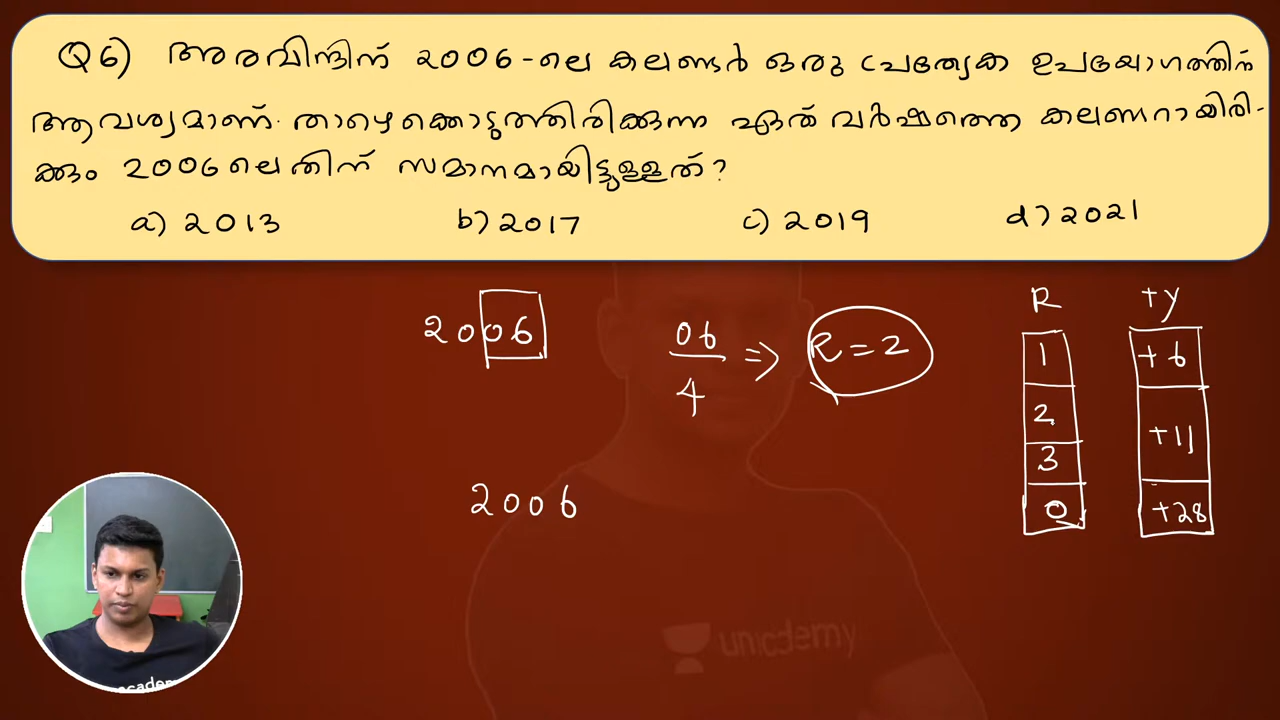 Q6) അരവിന്ദിന് 2006-ലെ കലണ്ടർ ഒരു പ്രത്യേക ഉപയോഗത്തിന്
ആവശ്യമാണ്. താഴെക്കൊടുത്തിരിക്കുന്ന ഏത് വർഷത്തെ കലണ്ടറായിരി-
ക്കും 2006 ലെതിന് സമാനമായിട്ടുള്ളത്?
a) 2013 b) 2017 c) 2019 d) 2021
2006 06/4 => R = 2
R +y
1 +6
2
3 +11
0 +28
2006
unacademy